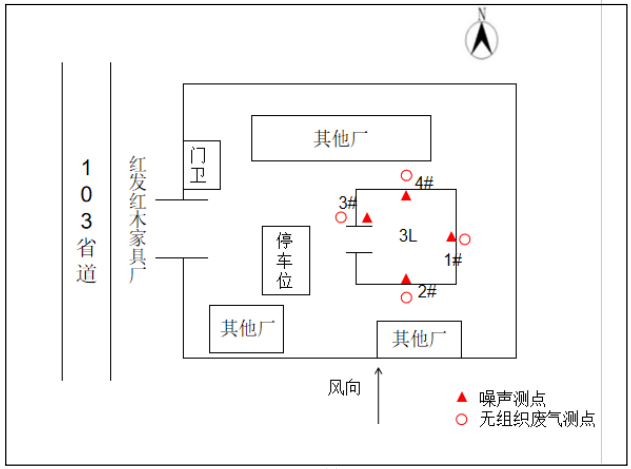 N
其他厂
门卫
103省道
红发红木家具厂
4#
3#
3L
停车位
1#
2#
其他厂
其他厂
风向
噪声测点
无组织废气测点